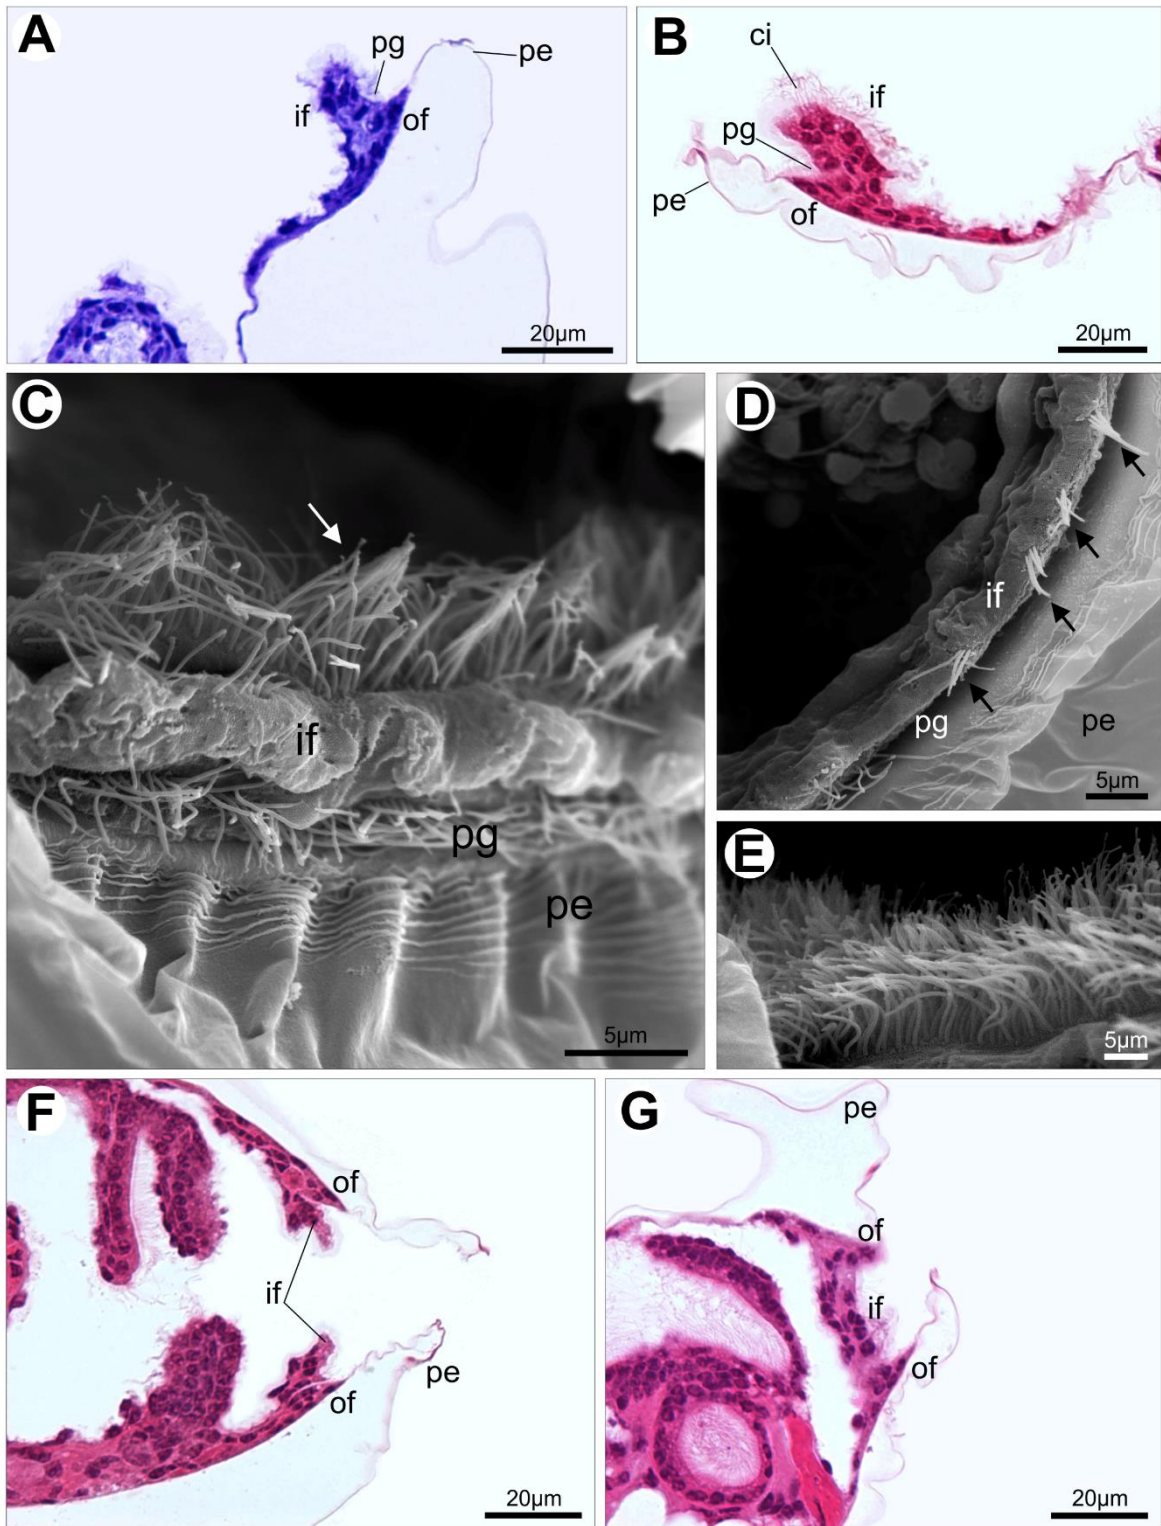 A
pg
pe
if
of
20µm
B
ci
if
pg
pe
of
20µm
C
if
pg
pe
5µm
D
if
pg
pe
5µm
E
5µm
F
of
if
pe
of
20µm
G
pe
of
if
of
20µm